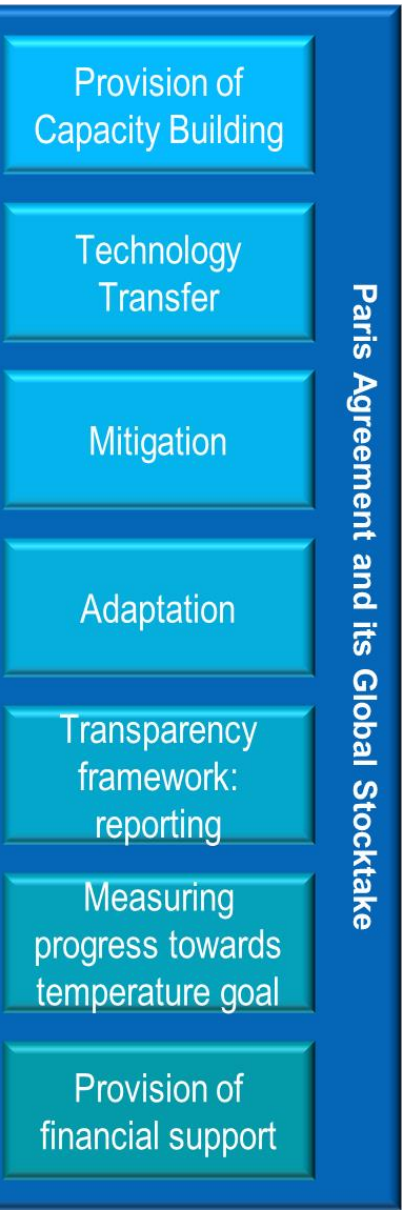 Provision of
Capacity Building
Technology
Transfer
Mitigation
Adaptation
Transparency
framework:
reporting
Measuring
progress towards
temperature goal
Provision of
financial support
Paris Agreement and its Global Stocktake